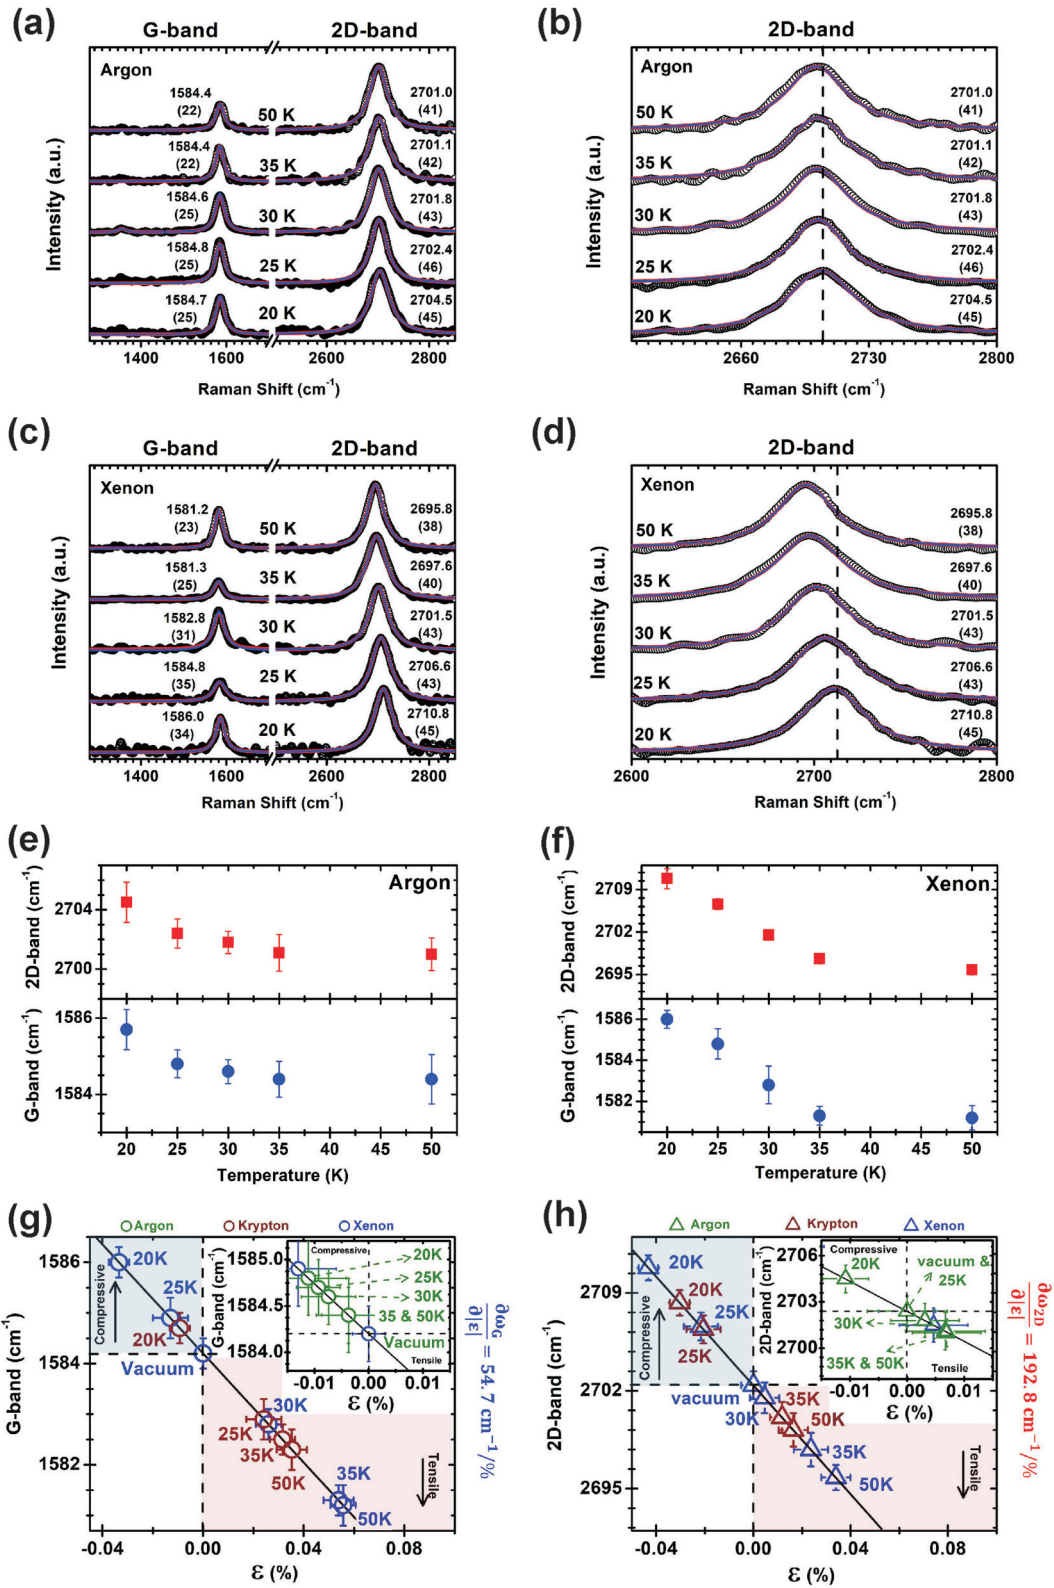 (a)
G-band 2D-band
Argon
1584.4
(22)
50 K
2701.0
(41)
1584.4
(22)
35 K
2701.1
(42)
1584.6
(25)
30 K
2701.8
(43)
1584.8
(25)
25 K
2702.4
(46)
1584.7
(25)
20 K
2704.5
(45)
Intensity (a.u.)
1400 1600 2600 2800
Raman Shift (cm⁻¹)
(b)
2D-band
Argon
50 K
2701.0
(41)
35 K
2701.1
(42)
30 K
2701.8
(43)
25 K
2702.4
(46)
20 K
2704.5
(45)
Intensity (a.u.)
2660 2730 2800
Raman Shift (cm⁻¹)
(c)
G-band 2D-band
Xenon
1581.2
(23)
50 K
2695.8
(38)
1581.3
(25)
35 K
2697.6
(40)
1582.8
(31)
30 K
2701.5
(43)
1584.8
(35)
25 K
2706.6
(43)
1586.0
(34)
20 K
2710.8
(45)
Intensity (a.u.)
1400 1600 2600 2800
Raman Shift (cm⁻¹)
(d)
2D-band
Xenon
50 K
2695.8
(38)
35 K
2697.6
(40)
30 K
2701.5
(43)
25 K
2706.6
(43)
20 K
2710.8
(45)
Intensity (a.u.)
2600 2700 2800
Raman Shift (cm⁻¹)
(e)
Argon
2D-band (cm⁻¹)
2704
2700
G-band (cm⁻¹)
1586
1584
20 25 30 35 40 45 50
Temperature (K)
(f)
Xenon
2D-band (cm⁻¹)
2709
2702
2695
G-band (cm⁻¹)
1586
1584
1582
20 25 30 35 40 45 50
Temperature (K)
(g)
Argon Krypton Xenon
G-band (cm⁻¹)
1586
1584
1582
Compressive
20K
25K
20K
Vacuum
30K
25K
35K
50K
35K
50K
Tensile
-0.04 0.00 0.04 0.08
ε (%)
G-band (cm⁻¹)
1585.0
1584.5
1584.0
Compressive
20K
25K
30K
35 & 50K
Vacuum
Tensile
-0.01 0.00 0.01
ε (%)
∂ω_G/∂|ε| = 54.7 cm⁻¹/%
(h)
Argon Krypton Xenon
2D-band (cm⁻¹)
2709
2702
2695
Compressive
20K
20K
25K
25K
vacuum
30K
35K
50K
35K
50K
Tensile
-0.04 0.00 0.04 0.08
ε (%)
2D-band (cm⁻¹)
2706
2703
2700
Compressive
20K
vacuum &
25K
30K
35K & 50K
Tensile
-0.01 0.00 0.01
ε (%)
∂ω_2D/∂|ε| = 192.8 cm⁻¹/%